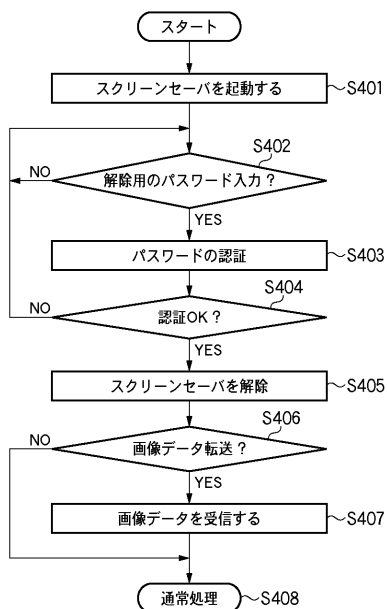 スタート
スクリーンセーバを起動する
S401
S402
解除用のパスワード入力？
NO
YES
パスワードの認証
S403
S404
認証OK？
NO
YES
スクリーンセーバを解除
S405
S406
画像データ転送？
NO
YES
画像データを受信する
S407
通常処理
S408